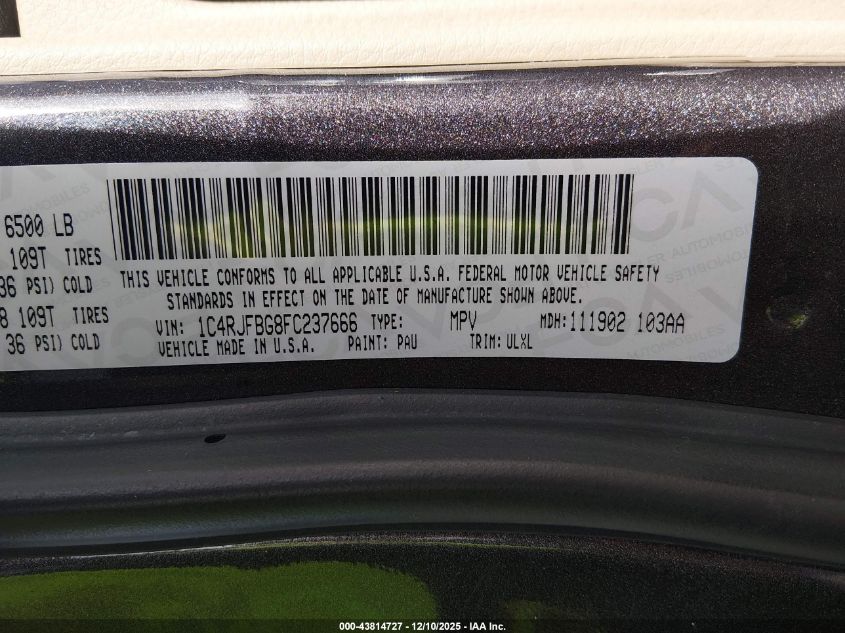 6500 LB
109T TIRES
36 PSI) COLD
8 109T TIRES
36 PSI) COLD
THIS VEHICLE CONFORMS TO ALL APPLICABLE U.S.A. FEDERAL MOTOR VEHICLE SAFETY
STANDARDS IN EFFECT ON THE DATE OF MANUFACTURE SHOWN ABOVE.
VIN: 1C4RJFBG8FC237666 TYPE: MPV MDH:111902 103AA
VEHICLE MADE IN U.S.A. PAINT: PAU TRIM: ULXL
000-43814727 — 12/10/2025 — IAA Inc.